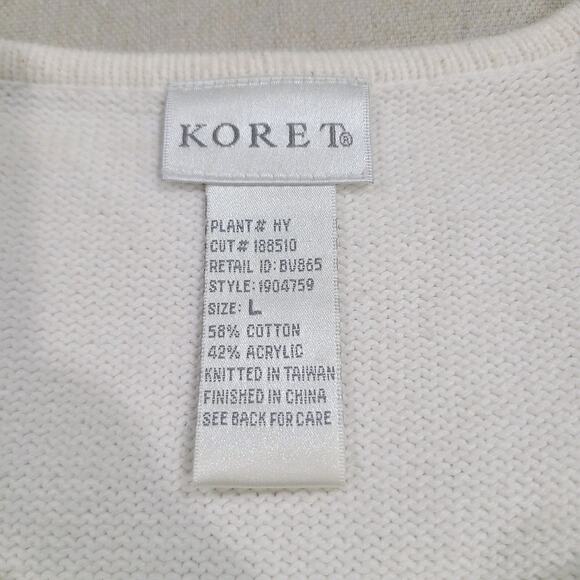 KORET®
PLANT# HY
CUT# 188510
RETAIL ID: BV865
STYLE: 1904759
SIZE: L
58% COTTON
42% ACRYLIC
KNITTED IN TAIWAN
FINISHED IN CHINA
SEE BACK FOR CARE